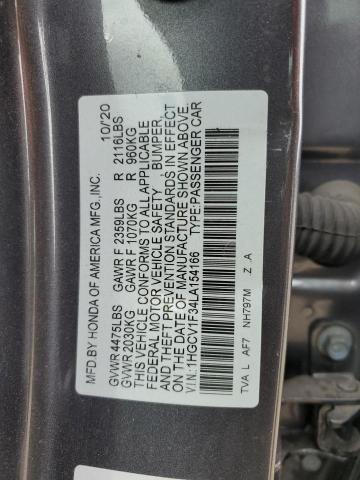 MFD BY HONDA OF AMERICA MFG.,INC. 10/20
GVWR 4475LBS GAWR F 2359LBS R 2116LBS
GVWR 2030KG GAWR F 1070KG R 960KG
THIS VEHICLE CONFORMS TO ALL APPLICABLE
FEDERAL MOTOR VEHICLE SAFETY BUMPER,
AND THEFT PREVENTION STANDARDS IN EFFECT
ON THE DATE OF MANUFACTURE SHOWN ABOVE.
V.I.N.:1HGCV1F34LA154166 TYPE:PASSENGER CAR
TVA L AF7 NH797M Z A